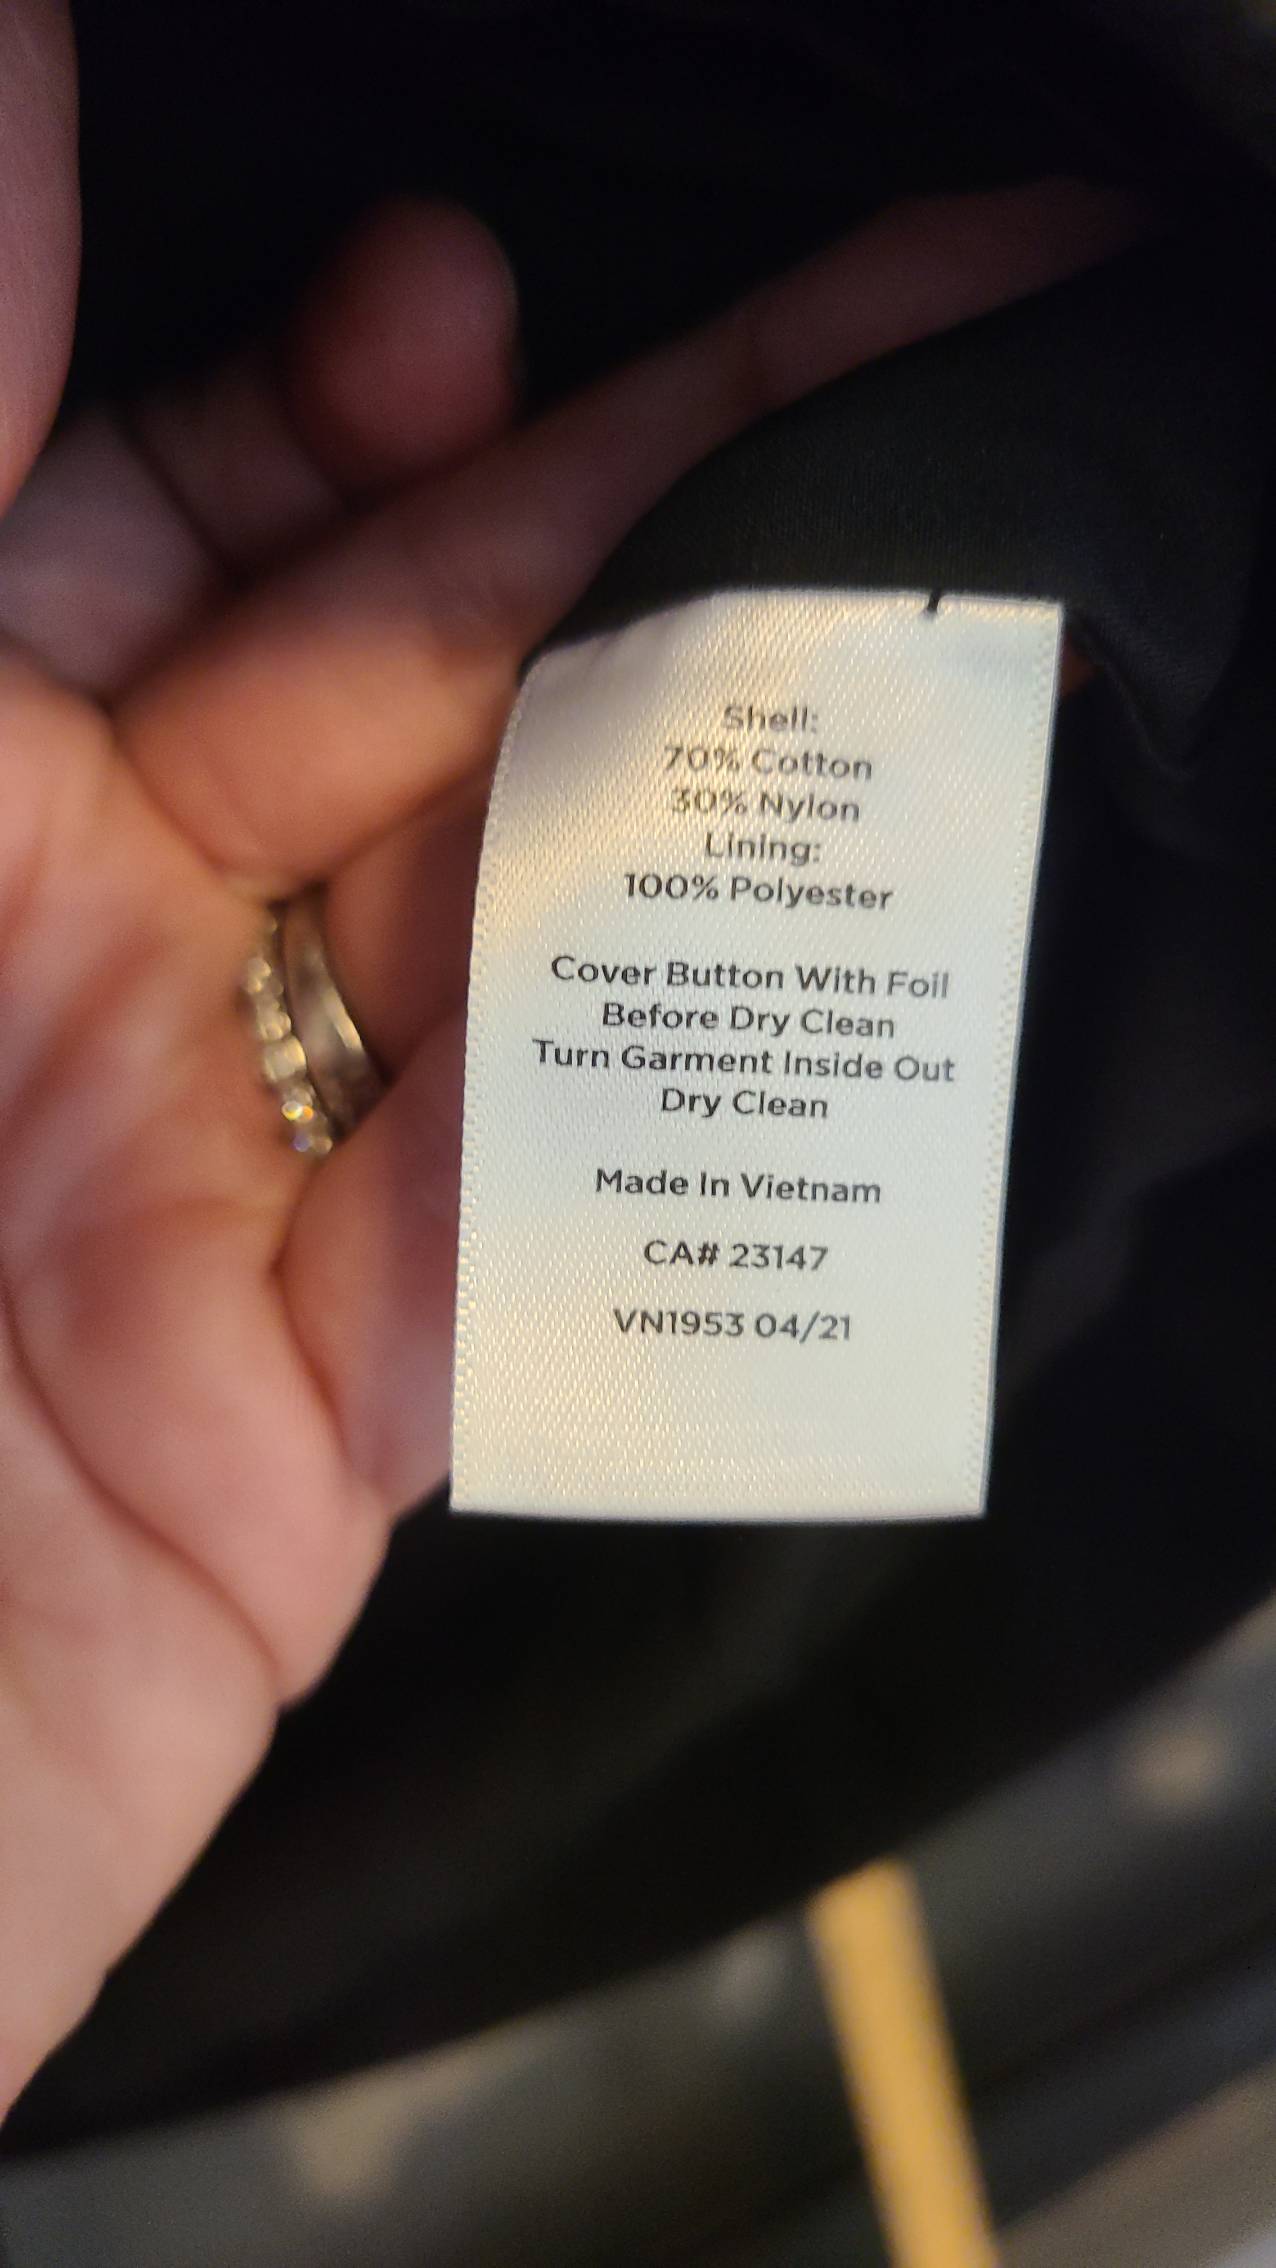 Shell:
70% Cotton
30% Nylon
Lining:
100% Polyester
Cover Button With Foil
Before Dry Clean
Turn Garment Inside Out
Dry Clean
Made In Vietnam
CA# 23147
VN1953 04/21